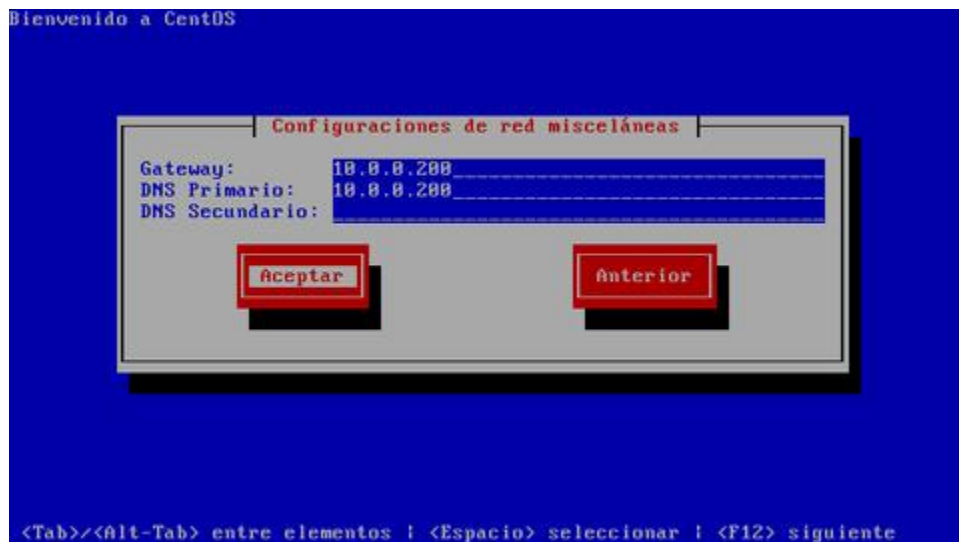 Bienvenido a CentOS
Configuraciones de red misceláneas
Gateway: 10.0.0.200
DNS Primario: 10.0.0.200
DNS Secundario:
Aceptar Anterior
<Tab>/<Alt-Tab> entre elementos | <Espacio> seleccionar | <F12> siguiente